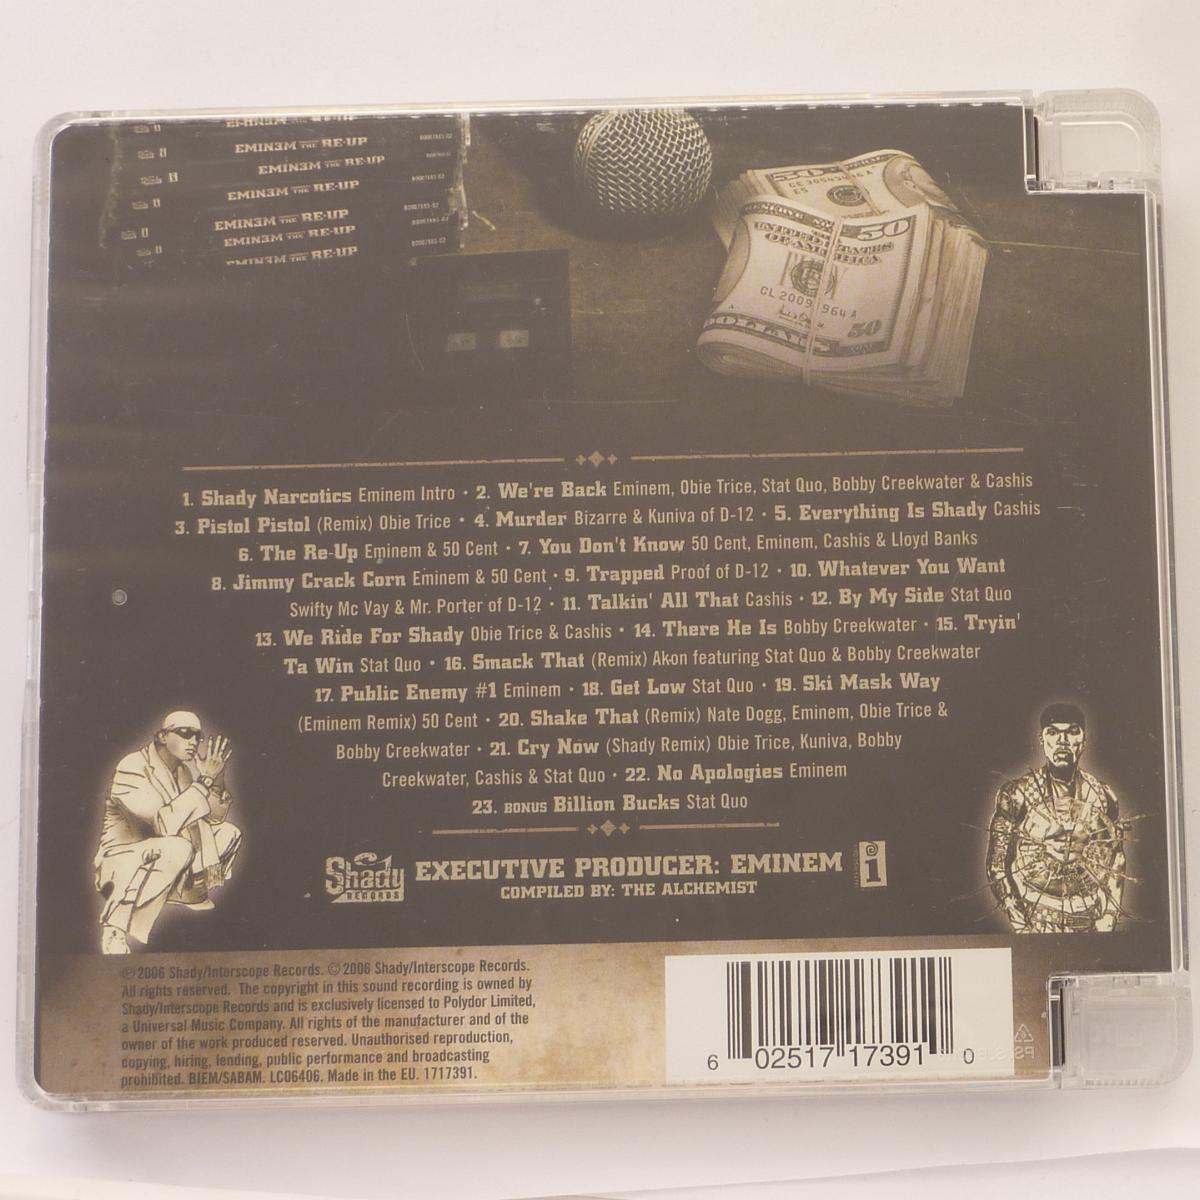 EMINEM THE RE-UP
EMINEM THE RE-UP
EMINEM THE RE-UP
EMINEM THE RE-UP
EMINEM THE RE-UP
EMINEM THE RE-UP
EMINEM THE RE-UP
50
UNITED STATES
OF AMERICA
50
DOLLARS
50
1. Shady Narcotics Eminem Intro · 2. We're Back Eminem, Obie Trice, Stat Quo, Bobby Creekwater & Cashis
3. Pistol Pistol (Remix) Obie Trice · 4. Murder Bizarre & Kuniva of D-12 · 5. Everything Is Shady Cashis
6. The Re-Up Eminem & 50 Cent · 7. You Don't Know 50 Cent, Eminem, Cashis & Lloyd Banks
8. Jimmy Crack Corn Eminem & 50 Cent · 9. Trapped Proof of D-12 · 10. Whatever You Want
Swifty Mc Vay & Mr. Porter of D-12 · 11. Talkin' All That Cashis · 12. By My Side Stat Quo
13. We Ride For Shady Obie Trice & Cashis · 14. There He Is Bobby Creekwater · 15. Tryin'
Ta Win Stat Quo · 16. Smack That (Remix) Akon featuring Stat Quo & Bobby Creekwater
17. Public Enemy #1 Eminem · 18. Get Low Stat Quo · 19. Ski Mask Way
(Eminem Remix) 50 Cent · 20. Shake That (Remix) Nate Dogg, Eminem, Obie Trice &
Bobby Creekwater · 21. Cry Now (Shady Remix) Obie Trice, Kuniva, Bobby
Creekwater, Cashis & Stat Quo · 22. No Apologies Eminem
23. BONUS Billion Bucks Stat Quo
Shady
RECORDS
EXECUTIVE PRODUCER: EMINEM
COMPILED BY: THE ALCHEMIST
℗ 2006 Shady/Interscope Records. © 2006 Shady/Interscope Records.
All rights reserved. The copyright in this sound recording is owned by
Shady/Interscope Records and is exclusively licensed to Polydor Limited,
a Universal Music Company. All rights of the manufacturer and of the
owner of the work produced reserved. Unauthorised reproduction,
copying, hiring, lending, public performance and broadcasting
prohibited. BIEM/SABAM. LC06406. Made in the EU. 1717391.
6 02517 17391 0